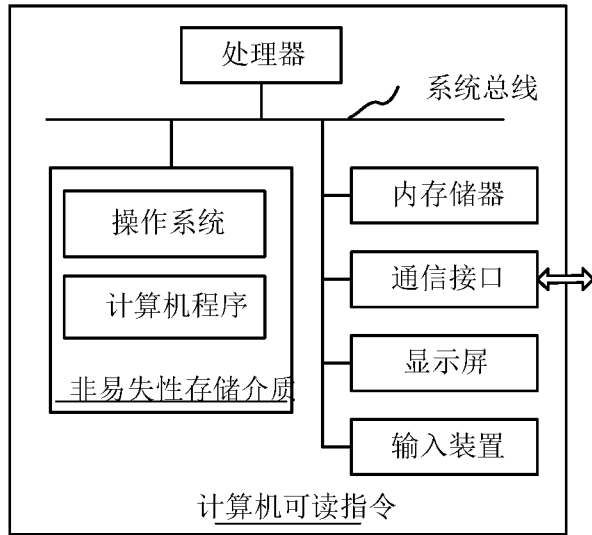 处理器
系统总线
操作系统
计算机程序
非易失性存储介质
内存储器
通信接口
显示屏
输入装置
计算机可读指令